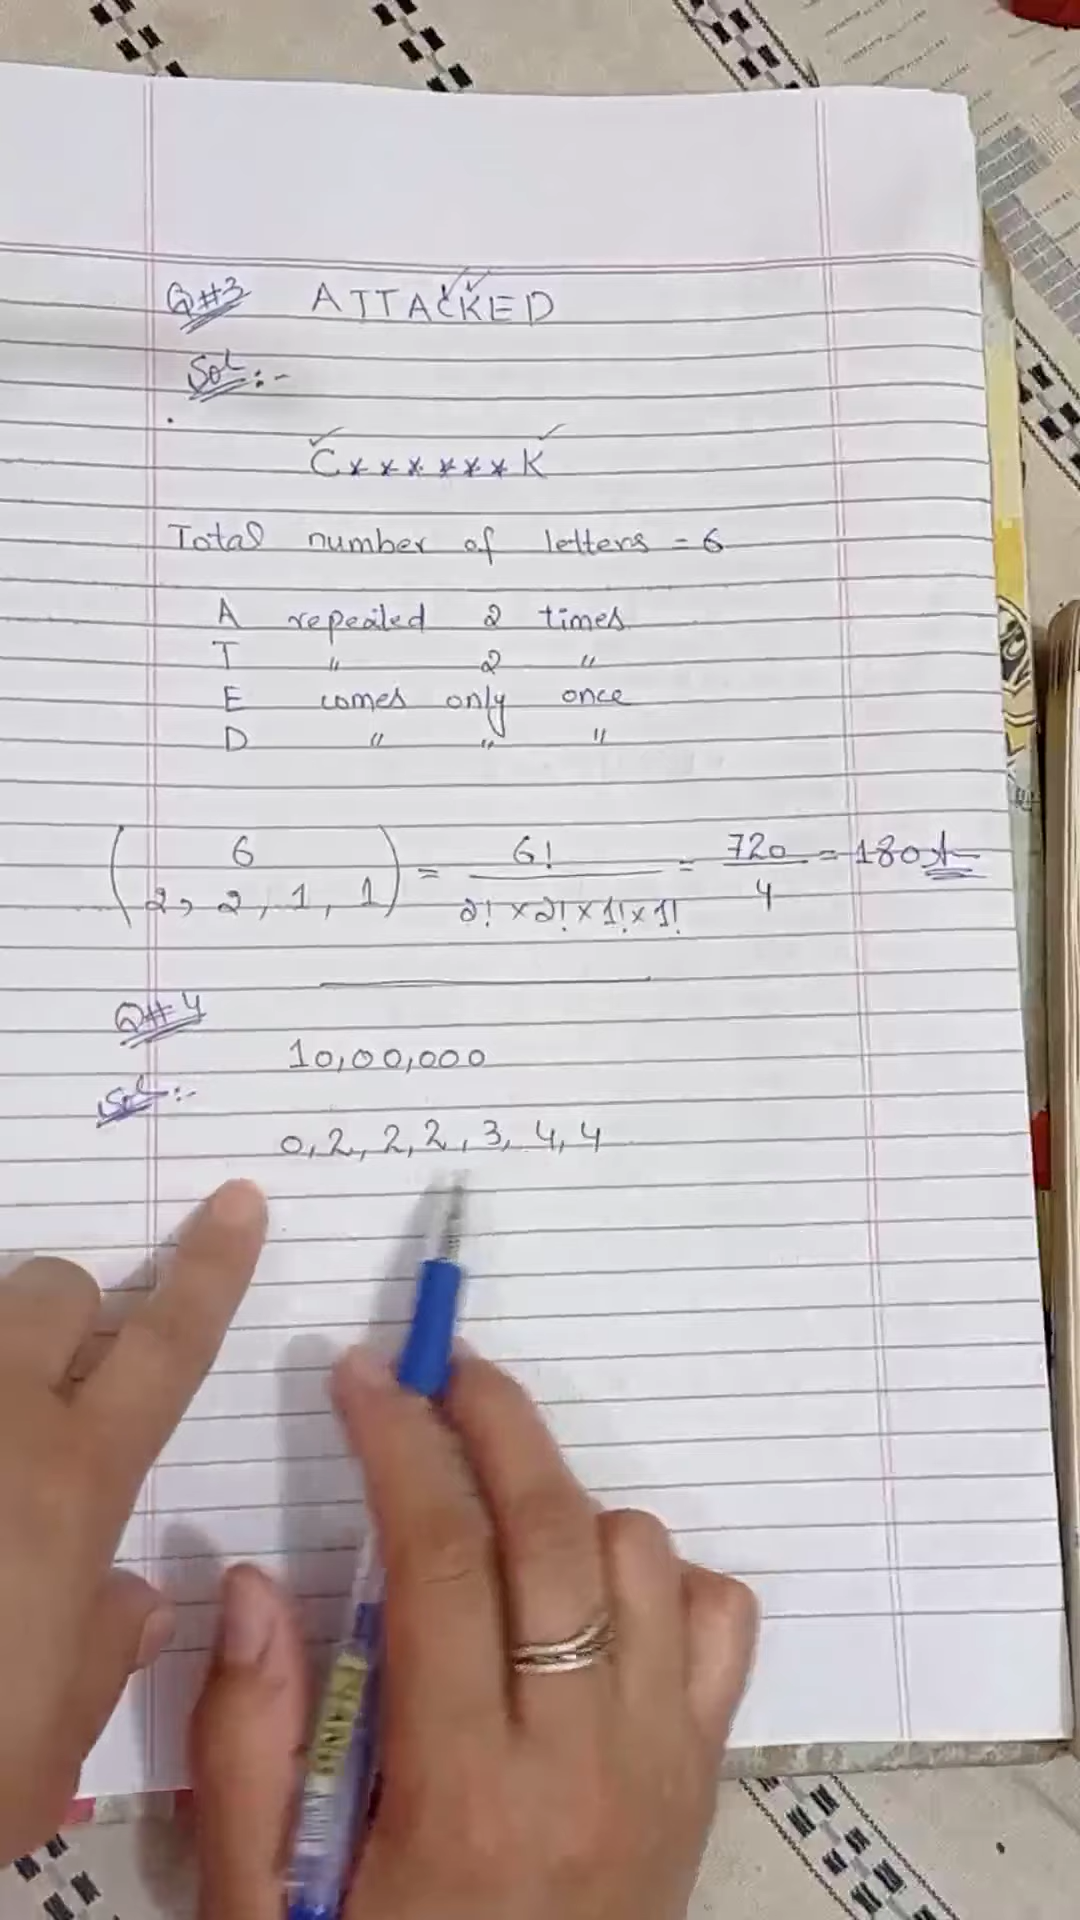 Q#3 ATTACKED
Sol:-
C * * * * * * K
Total number of letters = 6
A repeated 2 times
T " 2 "
E comes only once
D " " "
(6 2, 2, 1, 1) = 6! / 2! × 2! × 1! × 1! = 720 / 4 = 180
Q#4
10,00,000
Sol:-
0, 2, 2, 2, 3, 4, 4